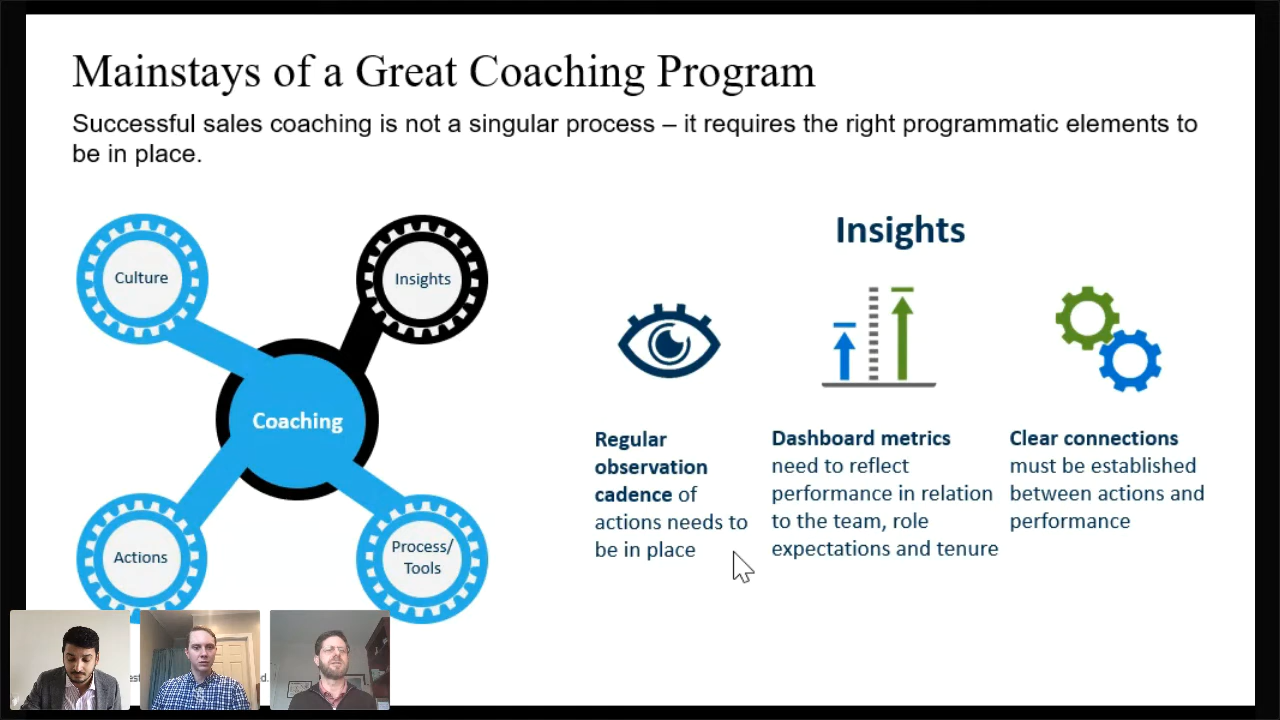 Mainstays of a Great Coaching Program
Successful sales coaching is not a singular process – it requires the right programmatic elements to
be in place.
Culture
Insights
Coaching
Actions
Process/
Tools
Insights
Regular
observation
cadence of
actions needs to
be in place
Dashboard metrics
need to reflect
performance in relation
to the team, role
expectations and tenure
Clear connections
must be established
between actions and
performance